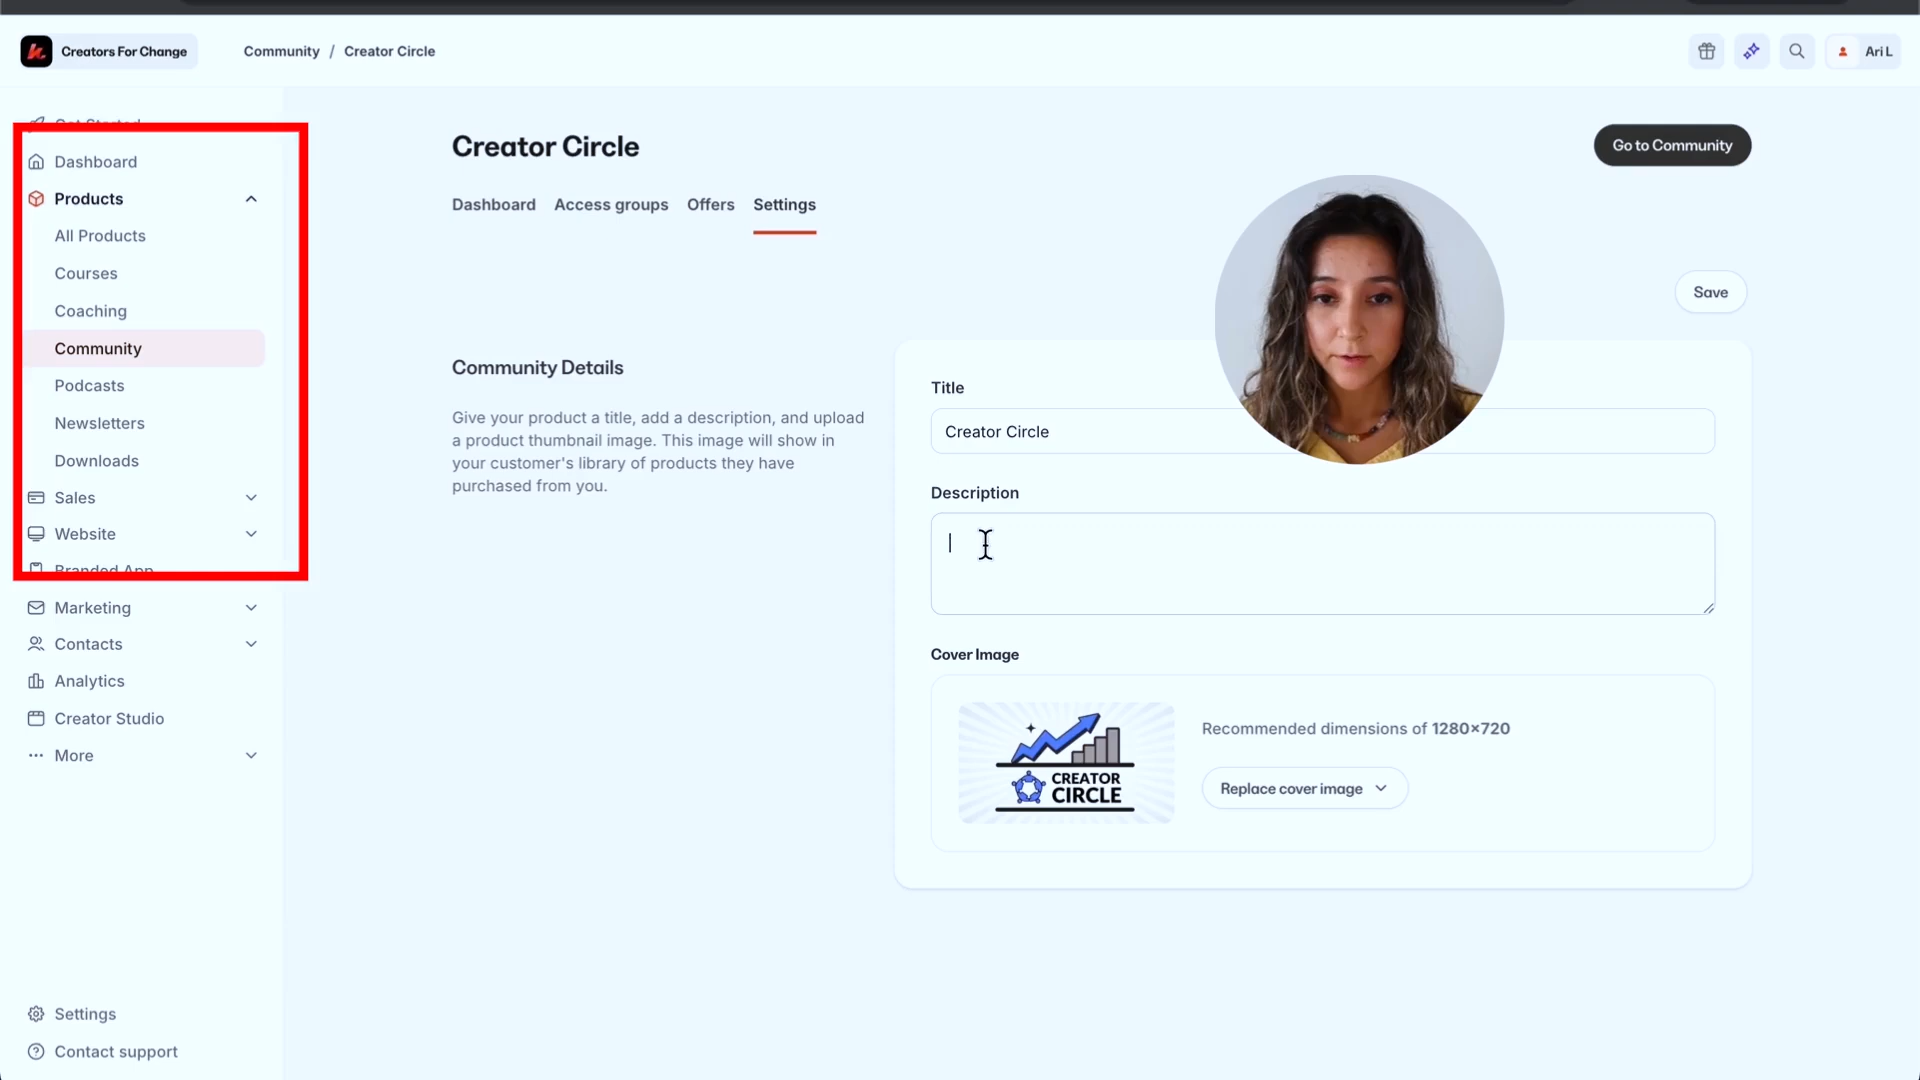 Creators For Change
Community / Creator Circle
Ari L
Get Started
Dashboard
Products
All Products
Courses
Coaching
Community
Podcasts
Newsletters
Downloads
Sales
Website
Branded App
Marketing
Contacts
Analytics
Creator Studio
More
Settings
Contact support
Creator Circle
Go to Community
Dashboard Access groups Offers Settings
Save
Community Details
Give your product a title, add a description, and upload
a product thumbnail image. This image will show in
your customer's library of products they have
purchased from you.
Title
Creator Circle
Description
Cover Image
CREATOR
CIRCLE
Recommended dimensions of 1280×720
Replace cover image